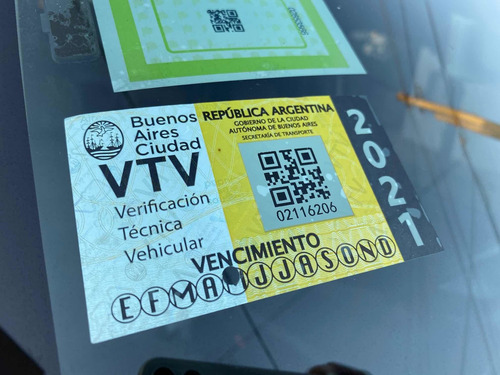 Buenos
Aires
Ciudad
VTV
Verificación
Técnica
Vehicular
REPÚBLICA ARGENTINA
GOBIERNO DE LA CIUDAD
AUTÓNOMA DE BUENOS AIRES
SECRETARÍA DE TRANSPORTE
02116206
VENCIMIENTO
EFMAMJJASOND
2021